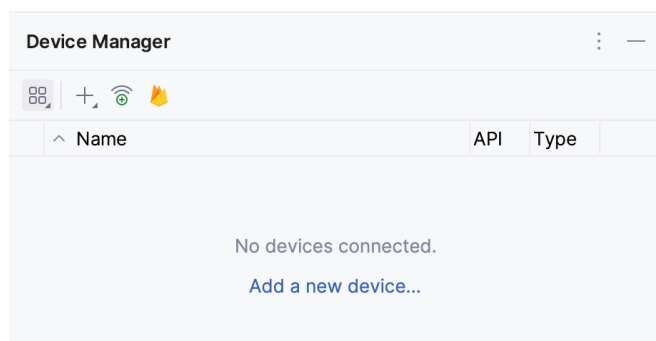 Device Manager
Name API Type
No devices connected.
Add a new device...